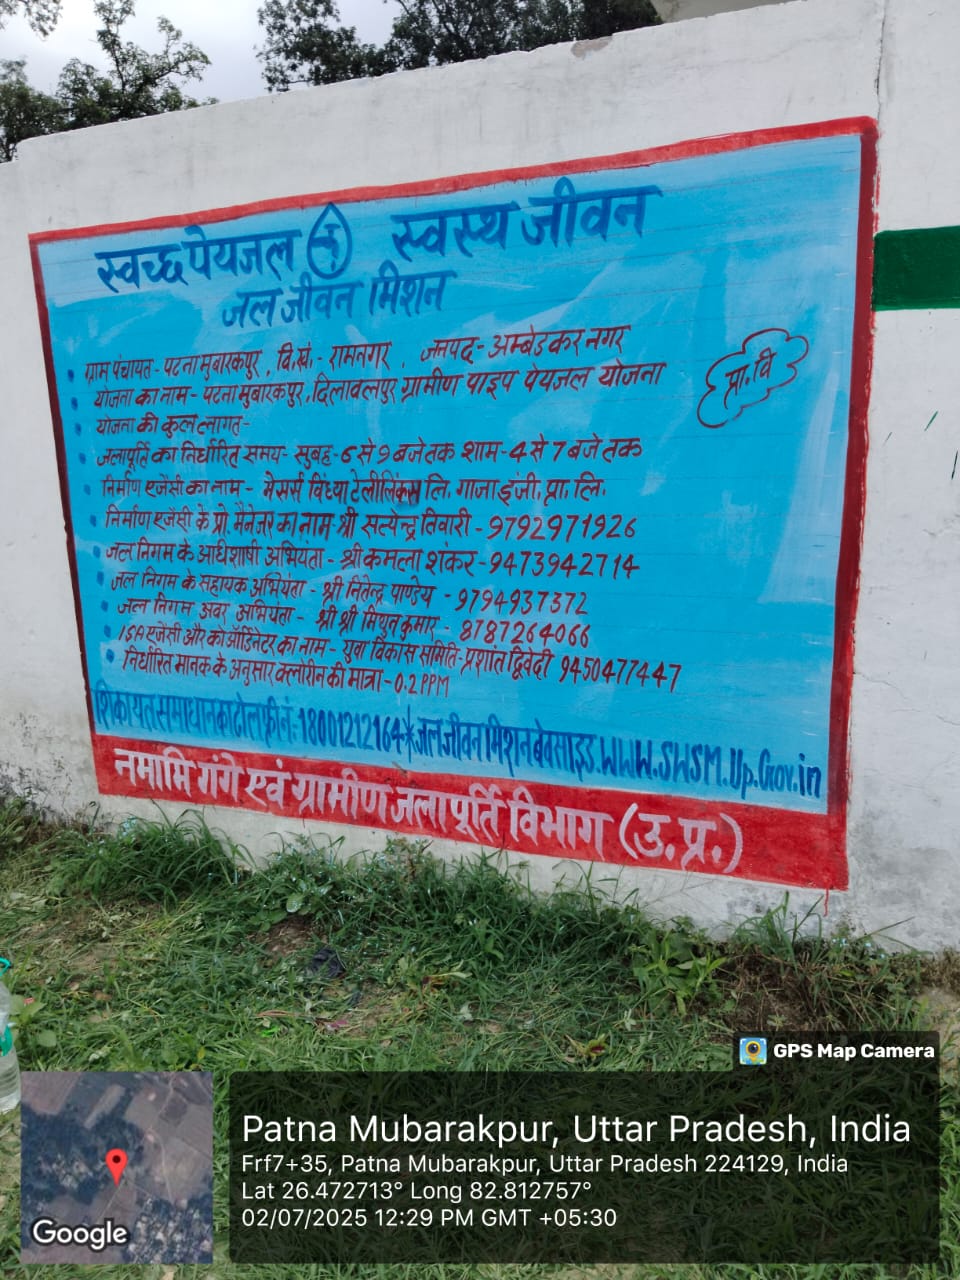 स्वच्छ पेयजल स्वस्थ जीवन
जल जीवन मिशन
ग्राम पंचायत- पटना मुबारकपुर, वि.खं.- रामनगर, जनपद- अम्बेडकर नगर
योजना का नाम- पटना मुबारकपुर, दिलावलपुर ग्रामीण पाइप पेयजल योजना
प्रा.वि
योजना की कुल लागत-
जलापूर्ति का निर्धारित समय- सुबह- 6 से 9 बजे तक शाम- 4 से 7 बजे तक
निर्माण एजेंसी का नाम- मेसर्स विंध्या टेलीलिंक्स लि. गाजा इंजी. प्रा. लि.
निर्माण एजेंसी के प्रो. मैनेजर का नाम- श्री सत्येन्द्र तिवारी - 9792971926
जल निगम के अधिशाषी अभियंता - श्री कमला शंकर - 9473942714
जल निगम के सहायक अभियंता - श्री नितेन्द्र पाण्डेय - 9794937372
जल निगम अवर अभियंता- श्री श्री मिथुन कुमार - 8787264066
ISA एजेंसी और कोऑर्डिनेटर का नाम - युवा विकास समिति - प्रशांत द्विवेदी 9450477447
निर्धारित मानक के अनुसार क्लोरीन की मात्रा - 0.2 PPM
शिकायत समाधान का टोल फ्री नं. 18001212164 * जल जीवन मिशन वेबसाइड. WWW.SWSM.Up.Gov.in
नमामि गंगे एवं ग्रामीण जलापूर्ति विभाग (उ.प्र.)
GPS Map Camera
Patna Mubarakpur, Uttar Pradesh, India
Frf7+35, Patna Mubarakpur, Uttar Pradesh 224129, India
Lat 26.472713° Long 82.812757°
02/07/2025 12:29 PM GMT +05:30
Google